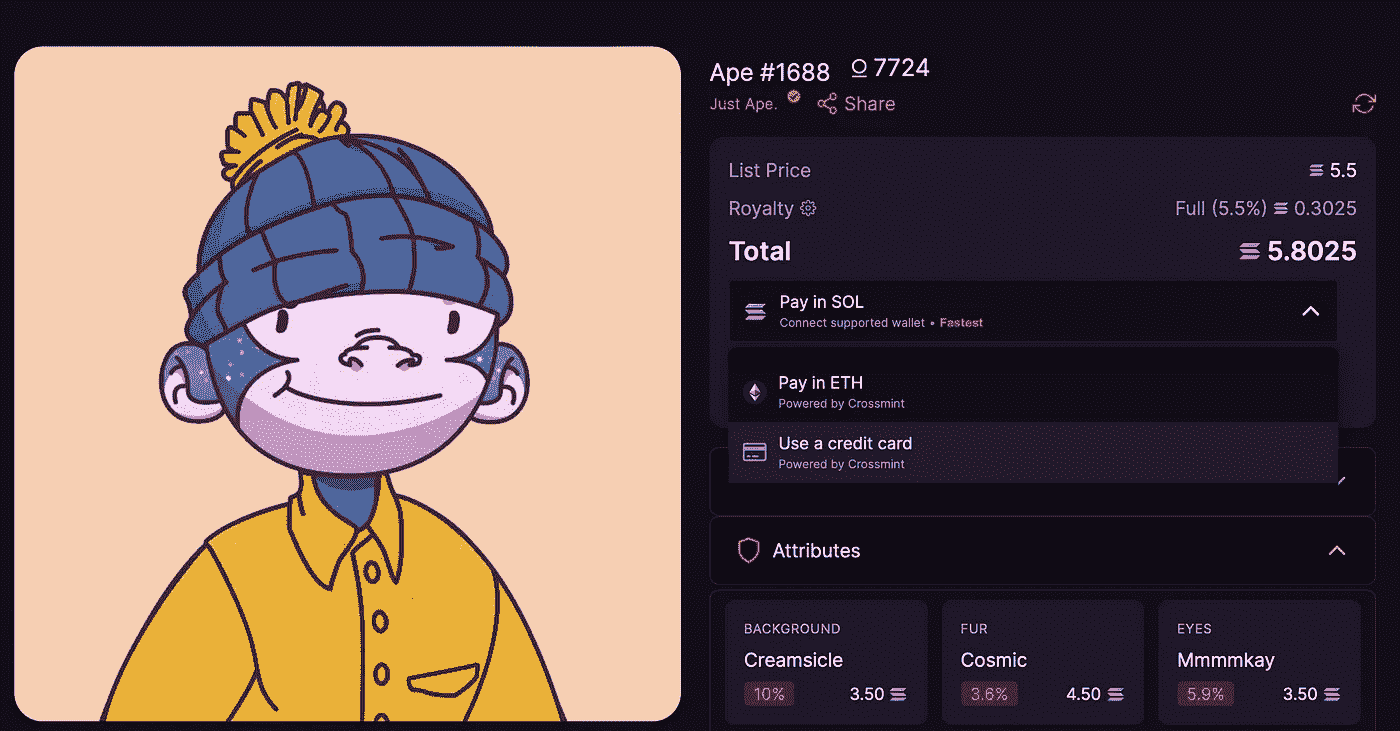 Ape #1688 7724
Just Ape. Share
List Price 5.5
Royalty Full (5.5%) 0.3025
Total 5.8025
Pay in SOL
Connect supported wallet • Fastest
Pay in ETH
Powered by Crossmint
Use a credit card
Powered by Crossmint
Attributes
BACKGROUND FUR EYES
Creamsicle Cosmic Mmmmkay
10% 3.50 3.6% 4.50 5.9% 3.50